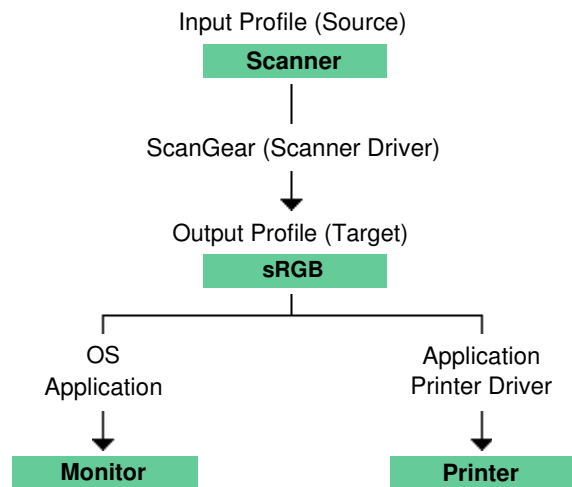 Input Profile (Source)
Scanner
ScanGear (Scanner Driver)
Output Profile (Target)
sRGB
OS
Application
Monitor
Application
Printer Driver
Printer